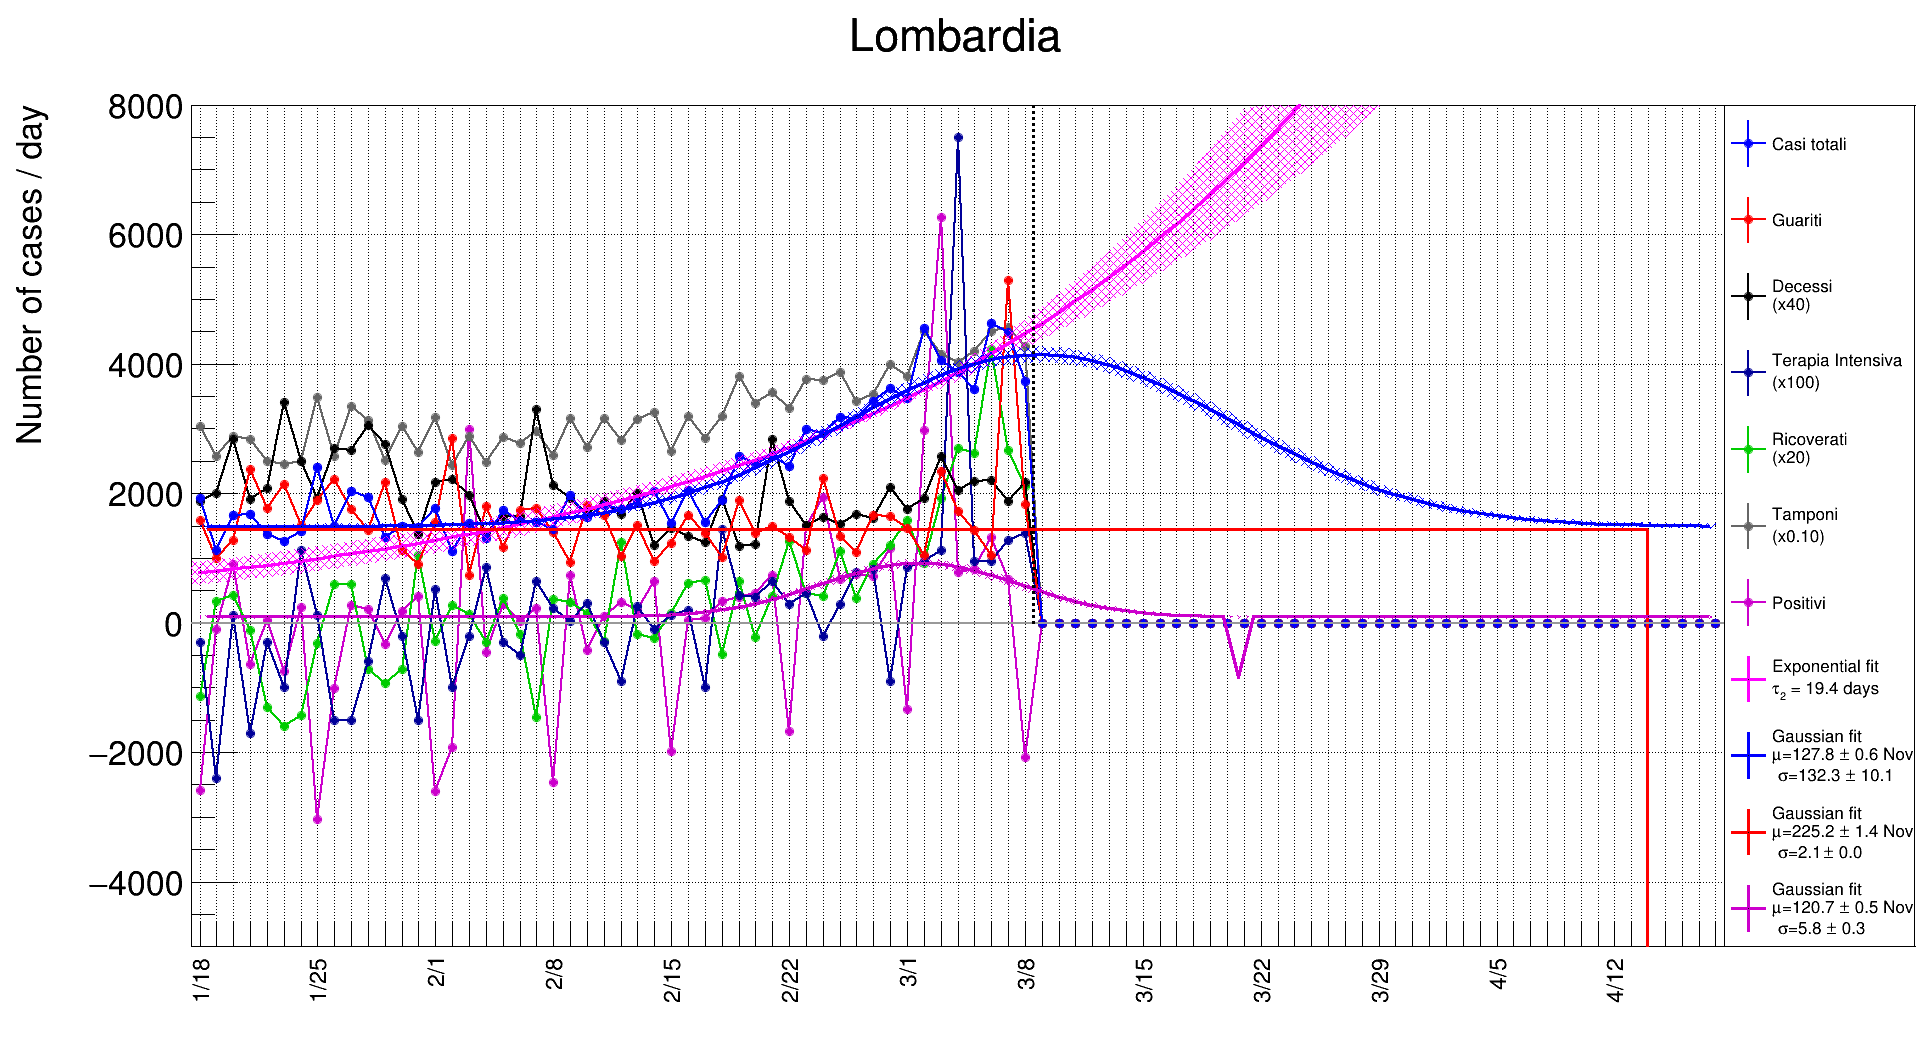 Lombardia
Number of cases / day
8000
6000
4000
2000
0
−2000
−4000
1/18
1/25
2/1
2/8
2/15
2/22
3/1
3/8
3/15
3/22
3/29
4/5
4/12
Casi totali
Guariti
Decessi
(x40)
Terapia Intensiva
(x100)
Ricoverati
(x20)
Tamponi
(x0.10)
Positivi
Exponential fit
τ₂ = 19.4 days
Gaussian fit
μ=127.8 ± 0.6 Nov
σ=132.3 ± 10.1
Gaussian fit
μ=225.2 ± 1.4 Nov
σ=2.1 ± 0.0
Gaussian fit
μ=120.7 ± 0.5 Nov
σ=5.8 ± 0.3